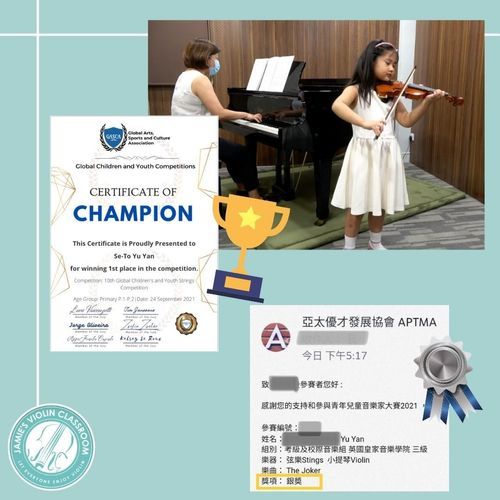 GASCA
Global Arts,
Sports and Culture
Association
Global Children and Youth Competitions
CERTIFICATE OF
CHAMPION
This Certificate is Proudly Presented to
Se-To Yu Yan
for winning 1st place in the competition.
Competition: 10th Global Children's and Youth Strings
Competition
Age Group: Primary P.1-P.2 | Date: 24 September 2021
亞太優才發展協會 APTMA
今日 下午5:17
致 參賽者您好 :
感謝您的支持和參與青年兒童音樂家大賽2021 ,
參賽編號:
姓名: Yu Yan
組別: 考級及校際音樂組 英國皇家音樂學院 三級
樂器: 弦樂Stings 小提琴Violin
樂曲: The Joker
獎項: 銀獎
JAMIE'S VIOLIN CLASSROOM
LET EVERYONE ENJOY VIOLIN